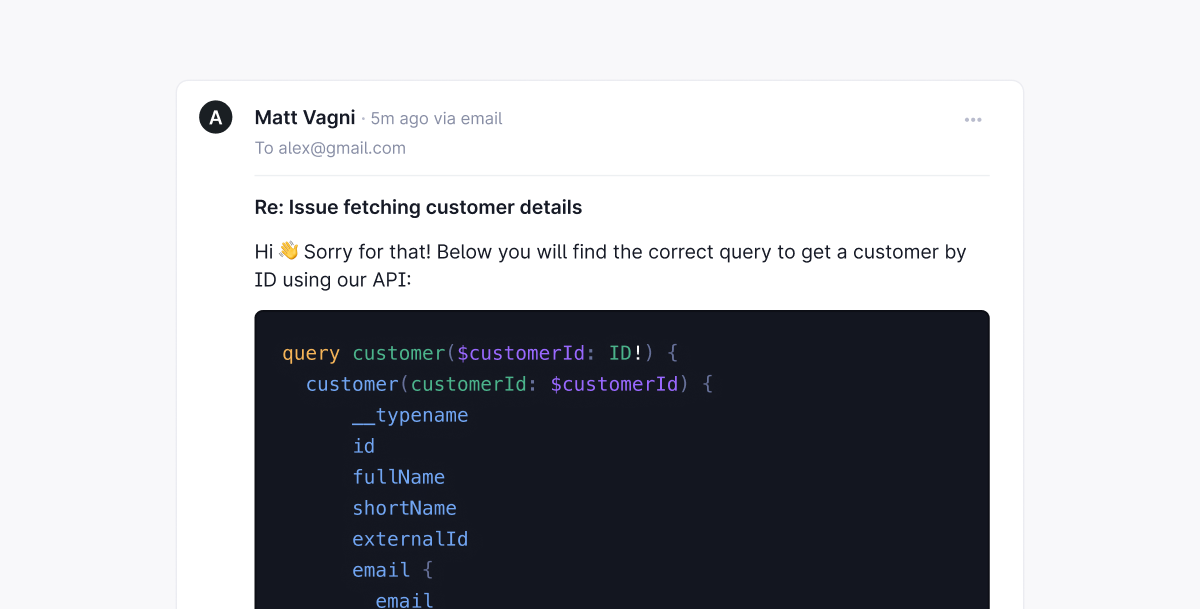 A
Matt Vagni · 5m ago via email
To alex@gmail.com
Re: Issue fetching customer details
Hi 👋 Sorry for that! Below you will find the correct query to get a customer by
ID using our API:
query customer($customerId: ID!) {
  customer(customerId: $customerId) {
      __typename
      id
      fullName
      shortName
      externalId
      email {
        email